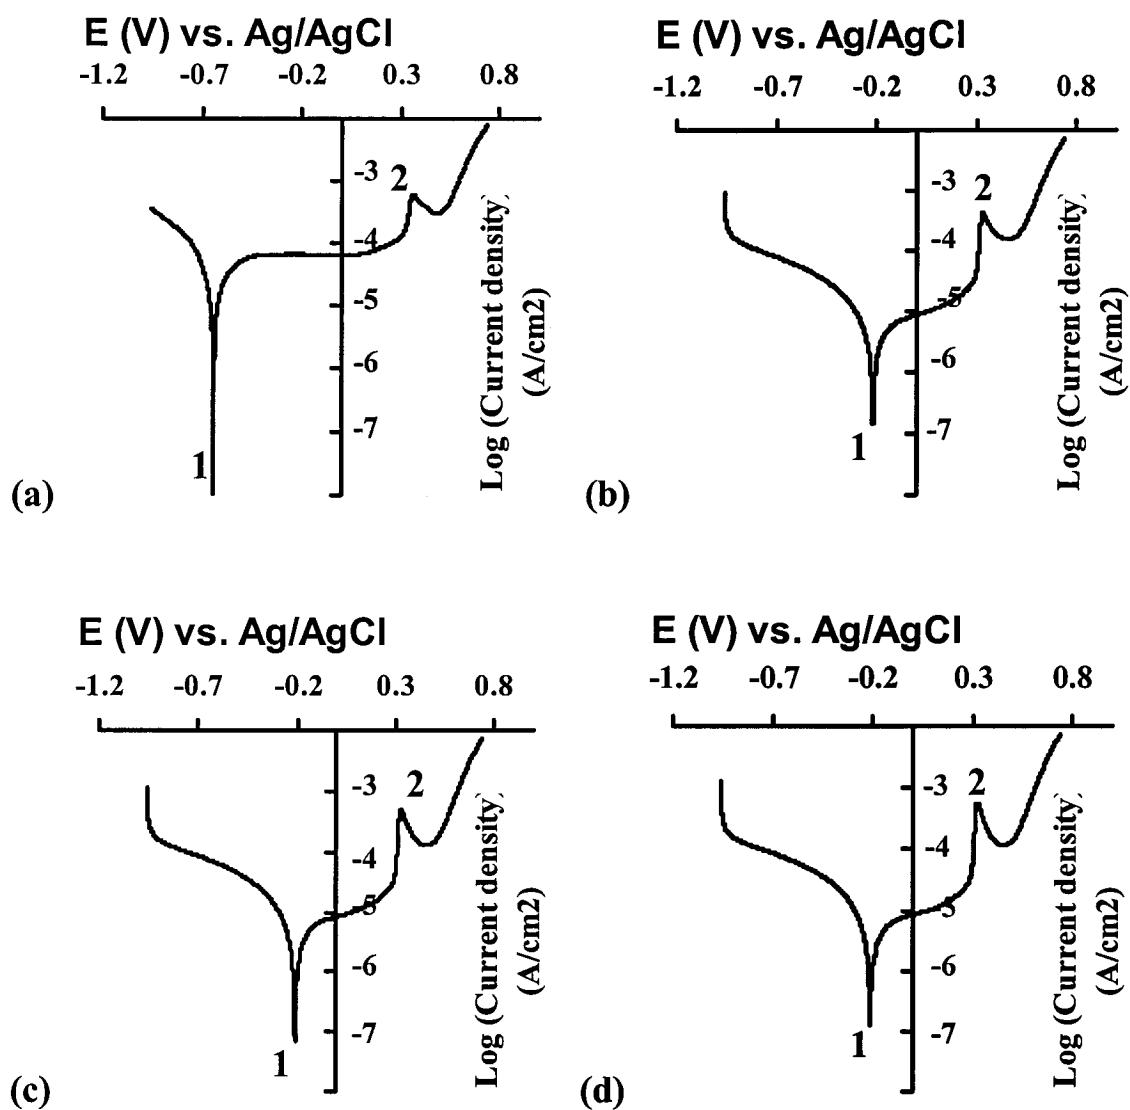 E (V) vs. Ag/AgCl
-1.2 -0.7 -0.2 0.3 0.8
-3
2
-4
-5
-6
-7
1
Log (Current density)
(A/cm2)
(a)
E (V) vs. Ag/AgCl
-1.2 -0.7 -0.2 0.3 0.8
-3
2
-4
-5
-6
-7
1
Log (Current density)
(A/cm2)
(b)
E (V) vs. Ag/AgCl
-1.2 -0.7 -0.2 0.3 0.8
-3
2
-4
-5
-6
-7
1
Log (Current density)
(A/cm2)
(c)
E (V) vs. Ag/AgCl
-1.2 -0.7 -0.2 0.3 0.8
-3
2
-4
-5
-6
-7
1
Log (Current density)
(A/cm2)
(d)